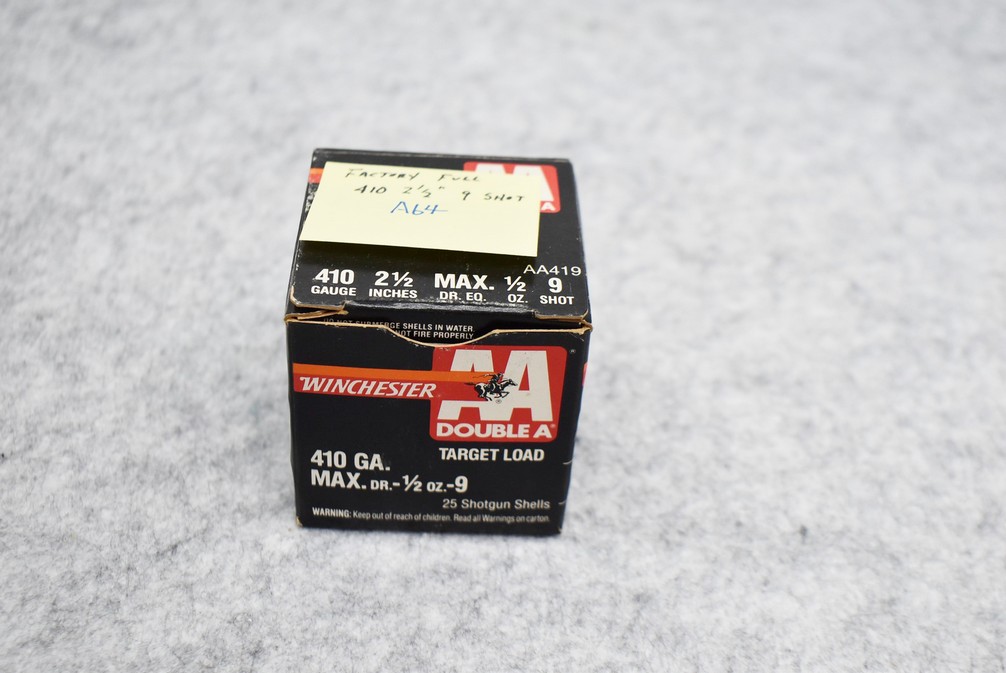 FACTORY FULL
410 2 1/2" 9 SHOT
A64
AA
A
AA419
410 GAUGE 2½ INCHES MAX. DR. EQ. ½ OZ. 9 SHOT
DO NOT SUBMERGE SHELLS IN WATER
NOT FIRE PROPERLY
WINCHESTER
AA
DOUBLE A®
TARGET LOAD
410 GA.
MAX. DR.-½ OZ.-9
25 Shotgun Shells
WARNING: Keep out of reach of children. Read all Warnings on carton.